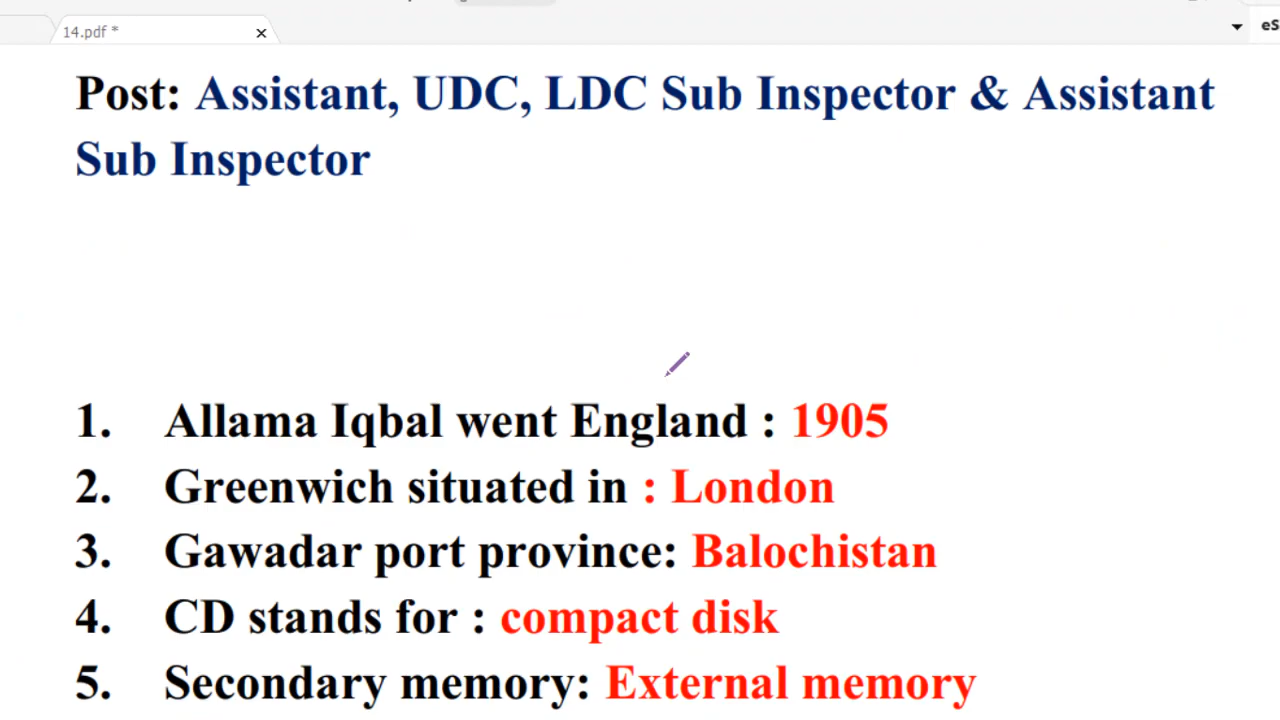 14.pdf *
eS
Post: Assistant, UDC, LDC Sub Inspector & Assistant
Sub Inspector
1. Allama Iqbal went England : 1905
2. Greenwich situated in : London
3. Gawadar port province: Balochistan
4. CD stands for : compact disk
5. Secondary memory: External memory